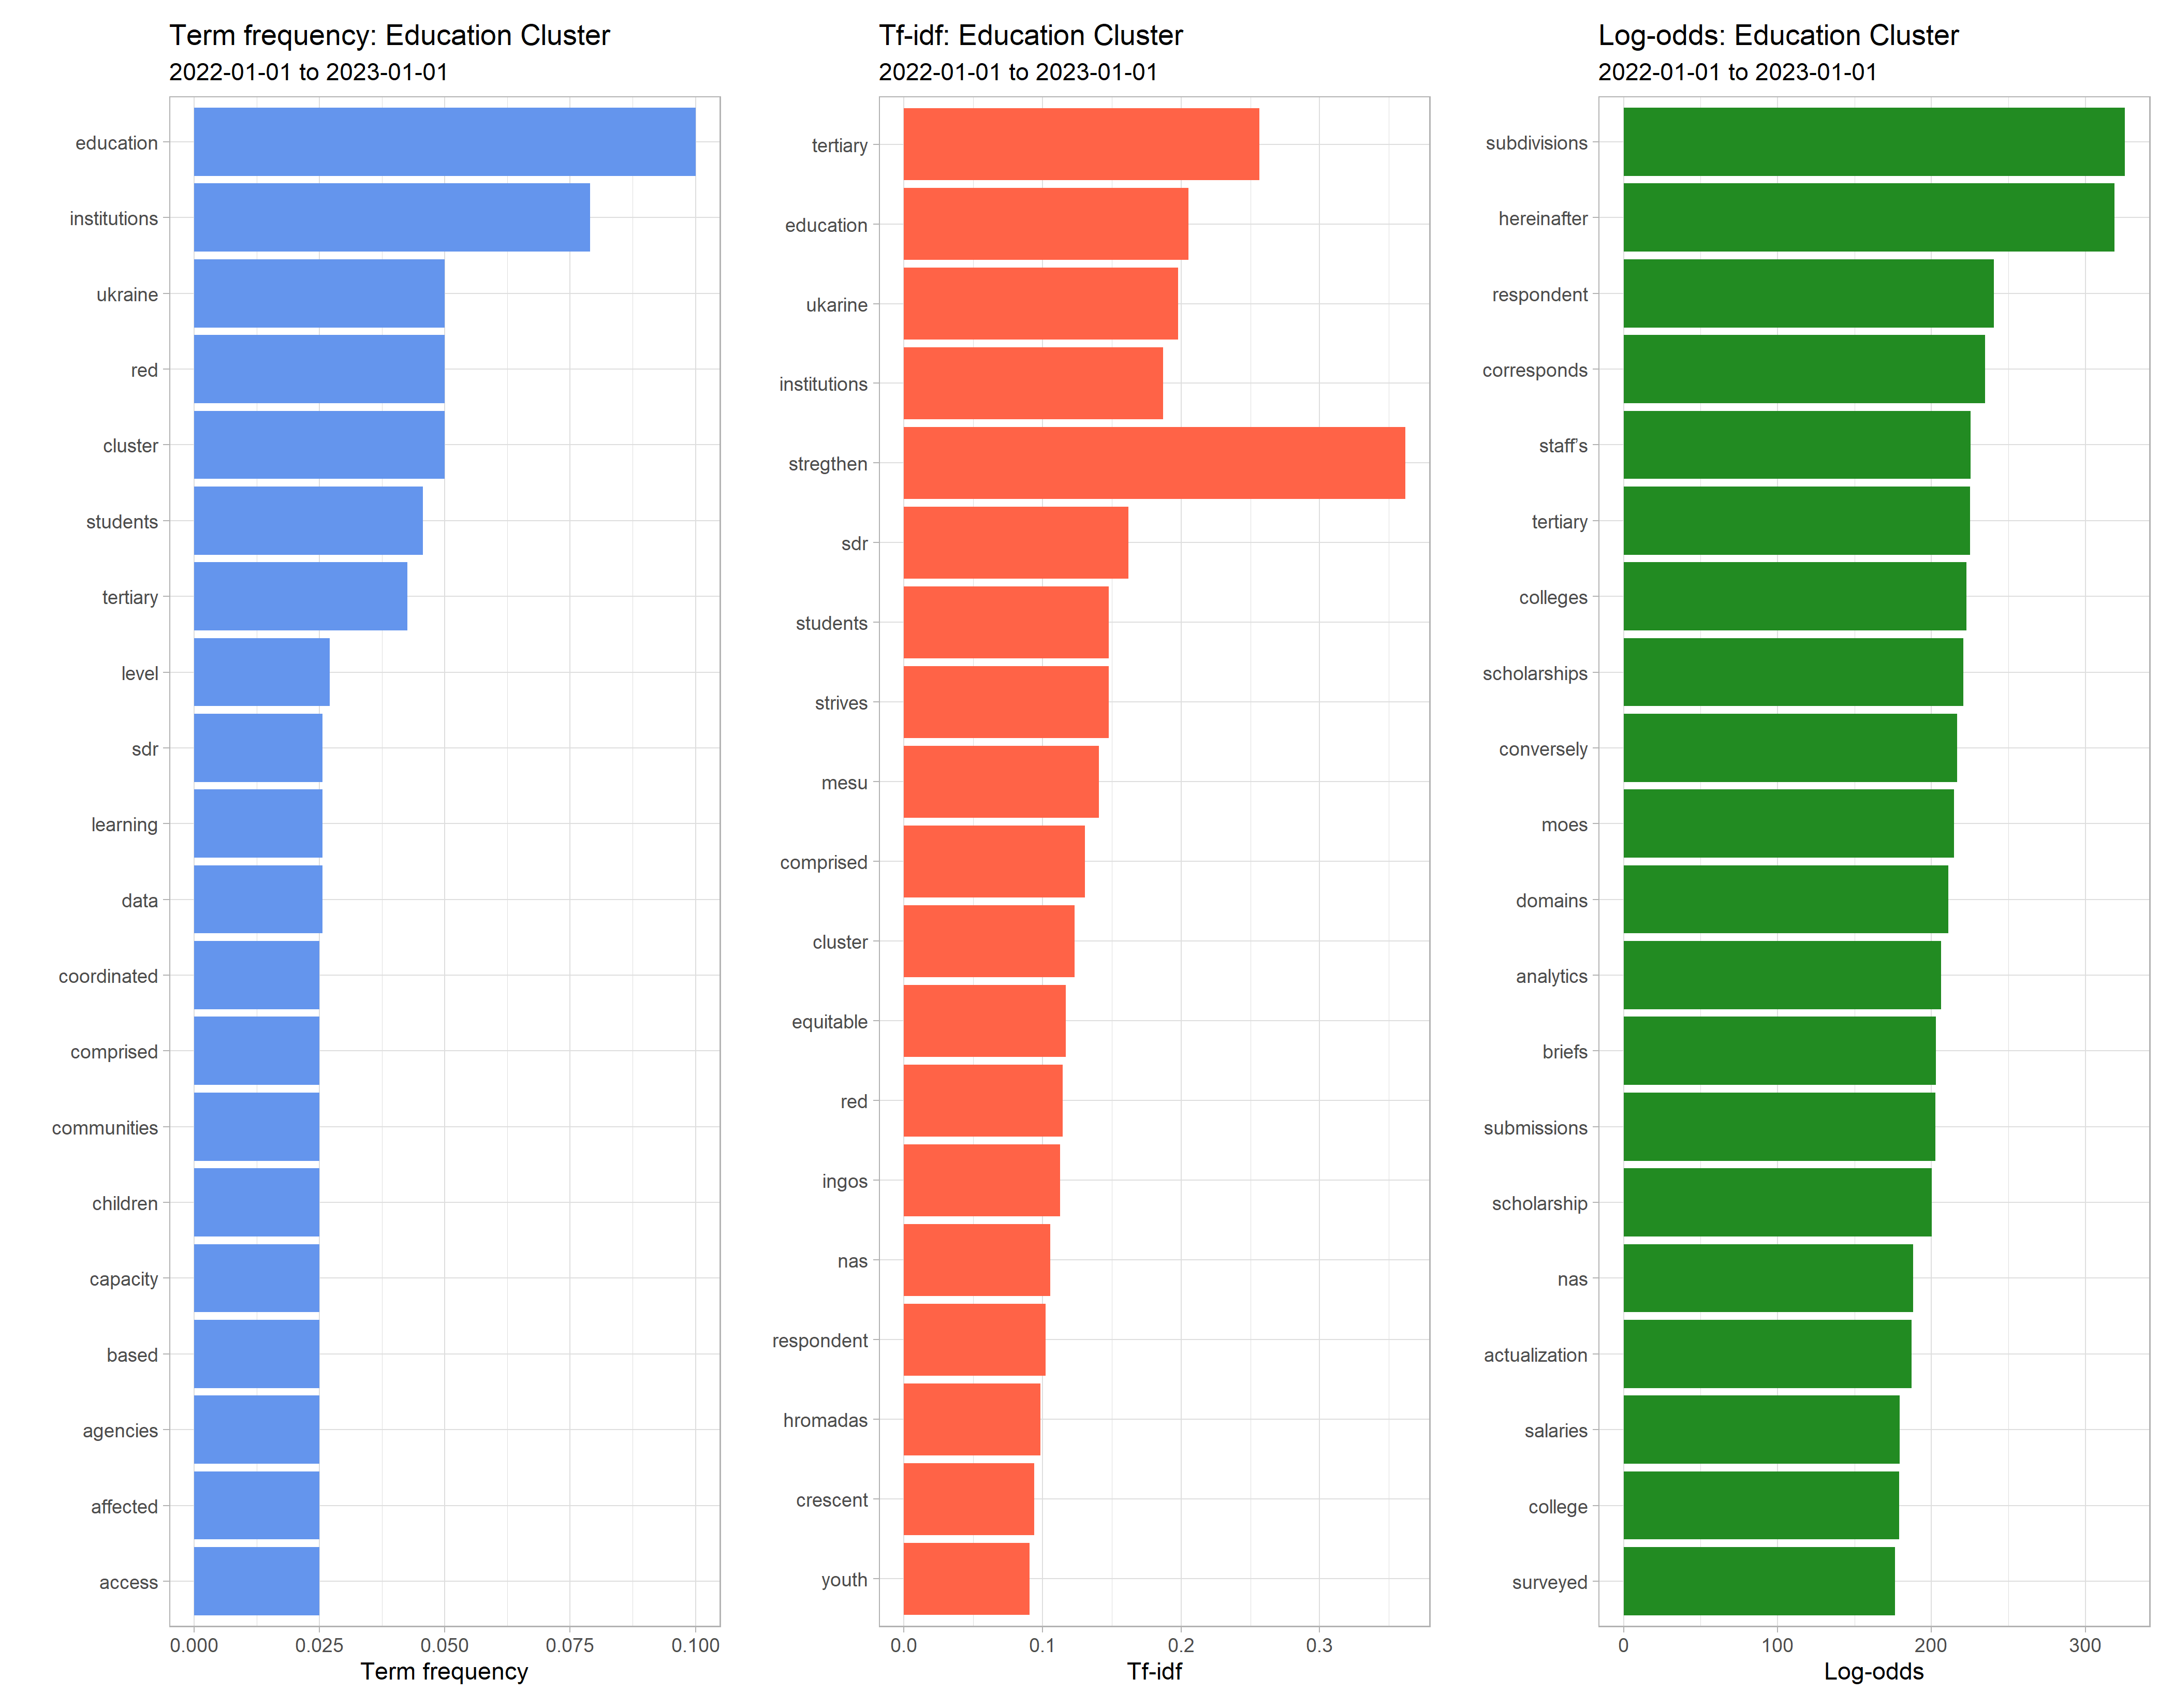 Term frequency: Education Cluster
2022-01-01 to 2023-01-01
education
institutions
ukraine
red
cluster
students
tertiary
level
sdr
learning
data
coordinated
comprised
communities
children
capacity
based
agencies
affected
access
0.000 0.025 0.050 0.075 0.100
Term frequency
Tf-idf: Education Cluster
2022-01-01 to 2023-01-01
tertiary
education
ukarine
institutions
stregthen
sdr
students
strives
mesu
comprised
cluster
equitable
red
ingos
nas
respondent
hromadas
crescent
youth
0.0 0.1 0.2 0.3
Tf-idf
Log-odds: Education Cluster
2022-01-01 to 2023-01-01
subdivisions
hereinafter
respondent
corresponds
staff’s
tertiary
colleges
scholarships
conversely
moes
domains
analytics
briefs
submissions
scholarship
nas
actualization
salaries
college
surveyed
0 100 200 300
Log-odds